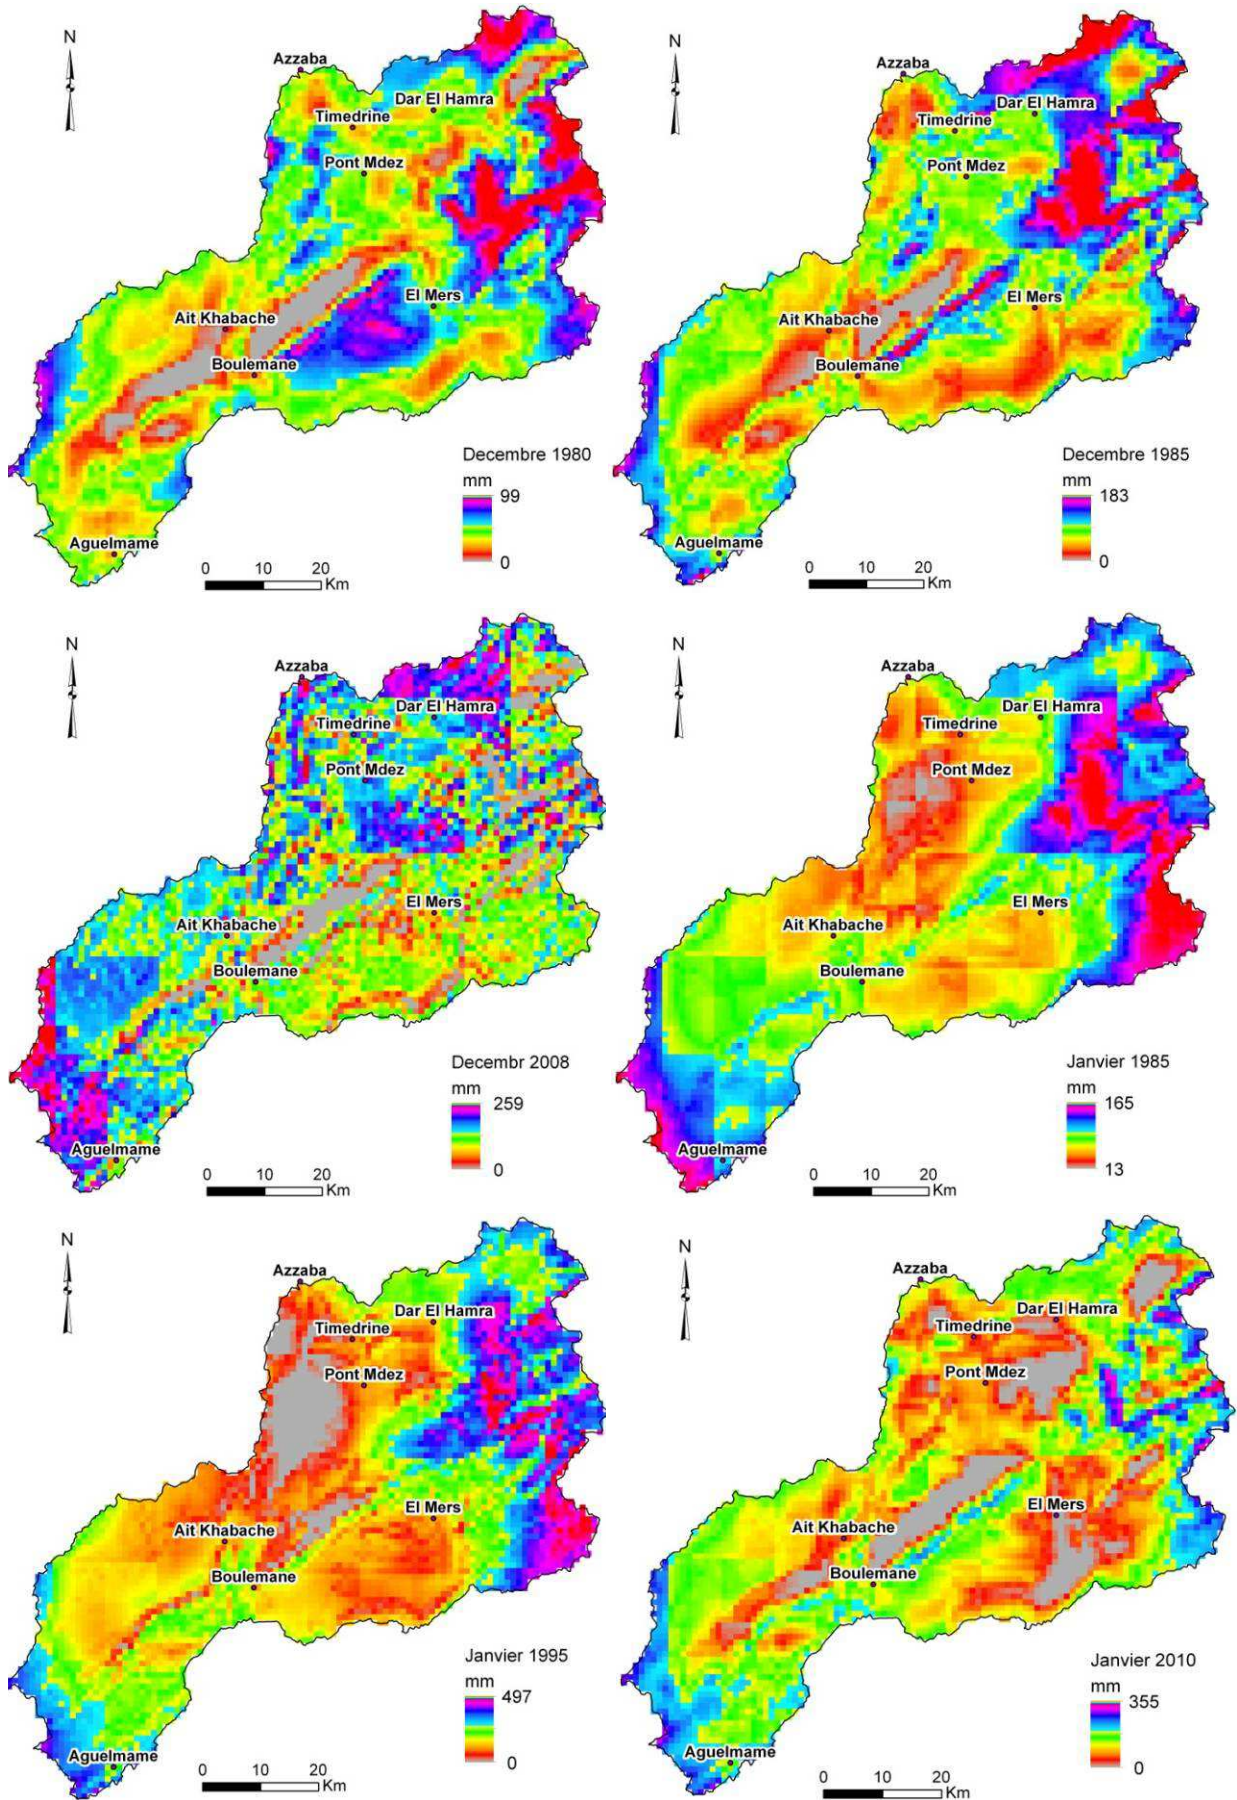 N
Azzaba
Dar El Hamra
Timedrine
Pont Mdez
El Mers
Ait Khabache
Boulemane
Decembre 1980
mm
99
0
Aguelmame
0 10 20
Km
N
Azzaba
Dar El Hamra
Timedrine
Pont Mdez
El Mers
Ait Khabache
Boulemane
Decembre 1985
mm
183
0
Aguelmame
0 10 20
Km
N
Azzaba
Dar El Hamra
Timedrine
Pont Mdez
El Mers
Ait Khabache
Boulemane
Decembr 2008
mm
259
0
Aguelmame
0 10 20
Km
N
Azzaba
Dar El Hamra
Timedrine
Pont Mdez
El Mers
Ait Khabache
Boulemane
Janvier 1985
mm
165
13
Aguelmame
0 10 20
Km
N
Azzaba
Dar El Hamra
Timedrine
Pont Mdez
El Mers
Ait Khabache
Boulemane
Janvier 1995
mm
497
0
Aguelmame
0 10 20
Km
N
Azzaba
Dar El Hamra
Timedrine
Pont Mdez
El Mers
Ait Khabache
Boulemane
Janvier 2010
mm
355
0
Aguelmame
0 10 20
Km